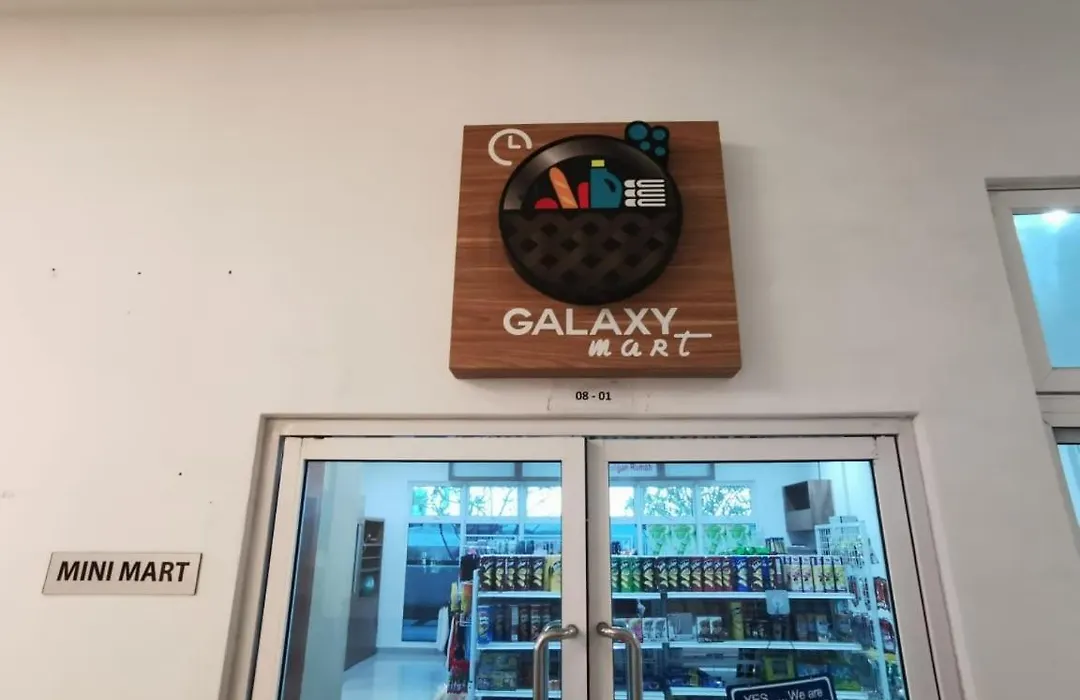 GALAXY
mart
08 - 01
MINI MART
YES... We are